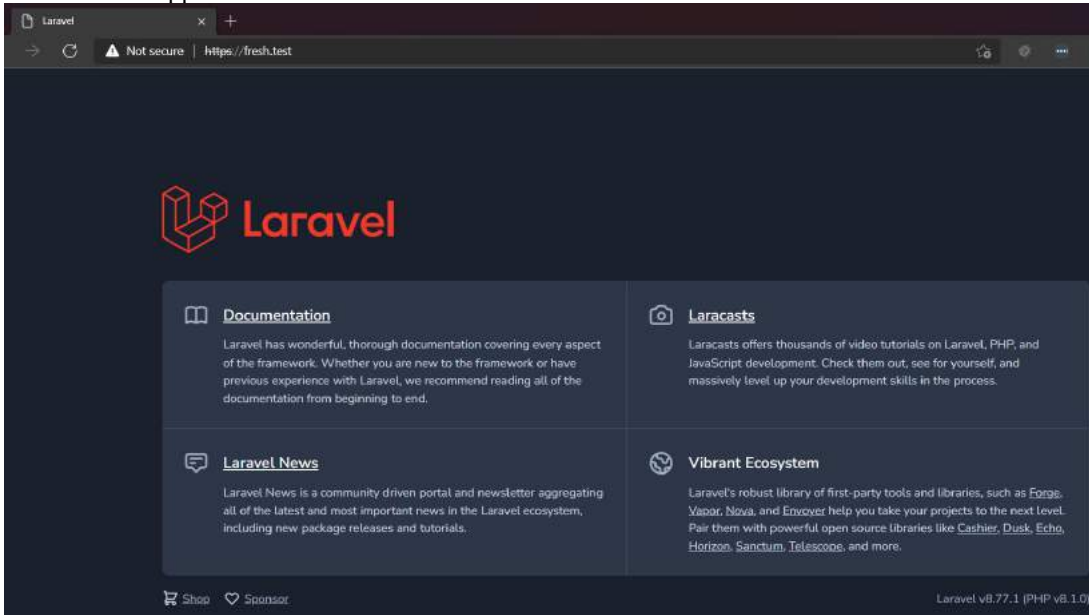 Laravel
Not secure | https://fresh.test
Laravel
Documentation
Laravel has wonderful, thorough documentation covering every aspect
of the framework. Whether you are new to the framework or have
previous experience with Laravel, we recommend reading all of the
documentation from beginning to end.
Laracasts
Laracasts offers thousands of video tutorials on Laravel, PHP, and
JavaScript development. Check them out, see for yourself, and
massively level up your development skills in the process.
Laravel News
Laravel News is a community driven portal and newsletter aggregating
all of the latest and most important news in the Laravel ecosystem,
including new package releases and tutorials.
Vibrant Ecosystem
Laravel's robust library of first-party tools and libraries, such as Forge,
Vapor, Nova, and Envoyer help you take your projects to the next level.
Pair them with powerful open source libraries like Cashier, Dusk, Echo,
Horizon, Sanctum, Telescope, and more.
Shop Sponsor
Laravel v8.77.1 (PHP v8.1.0)